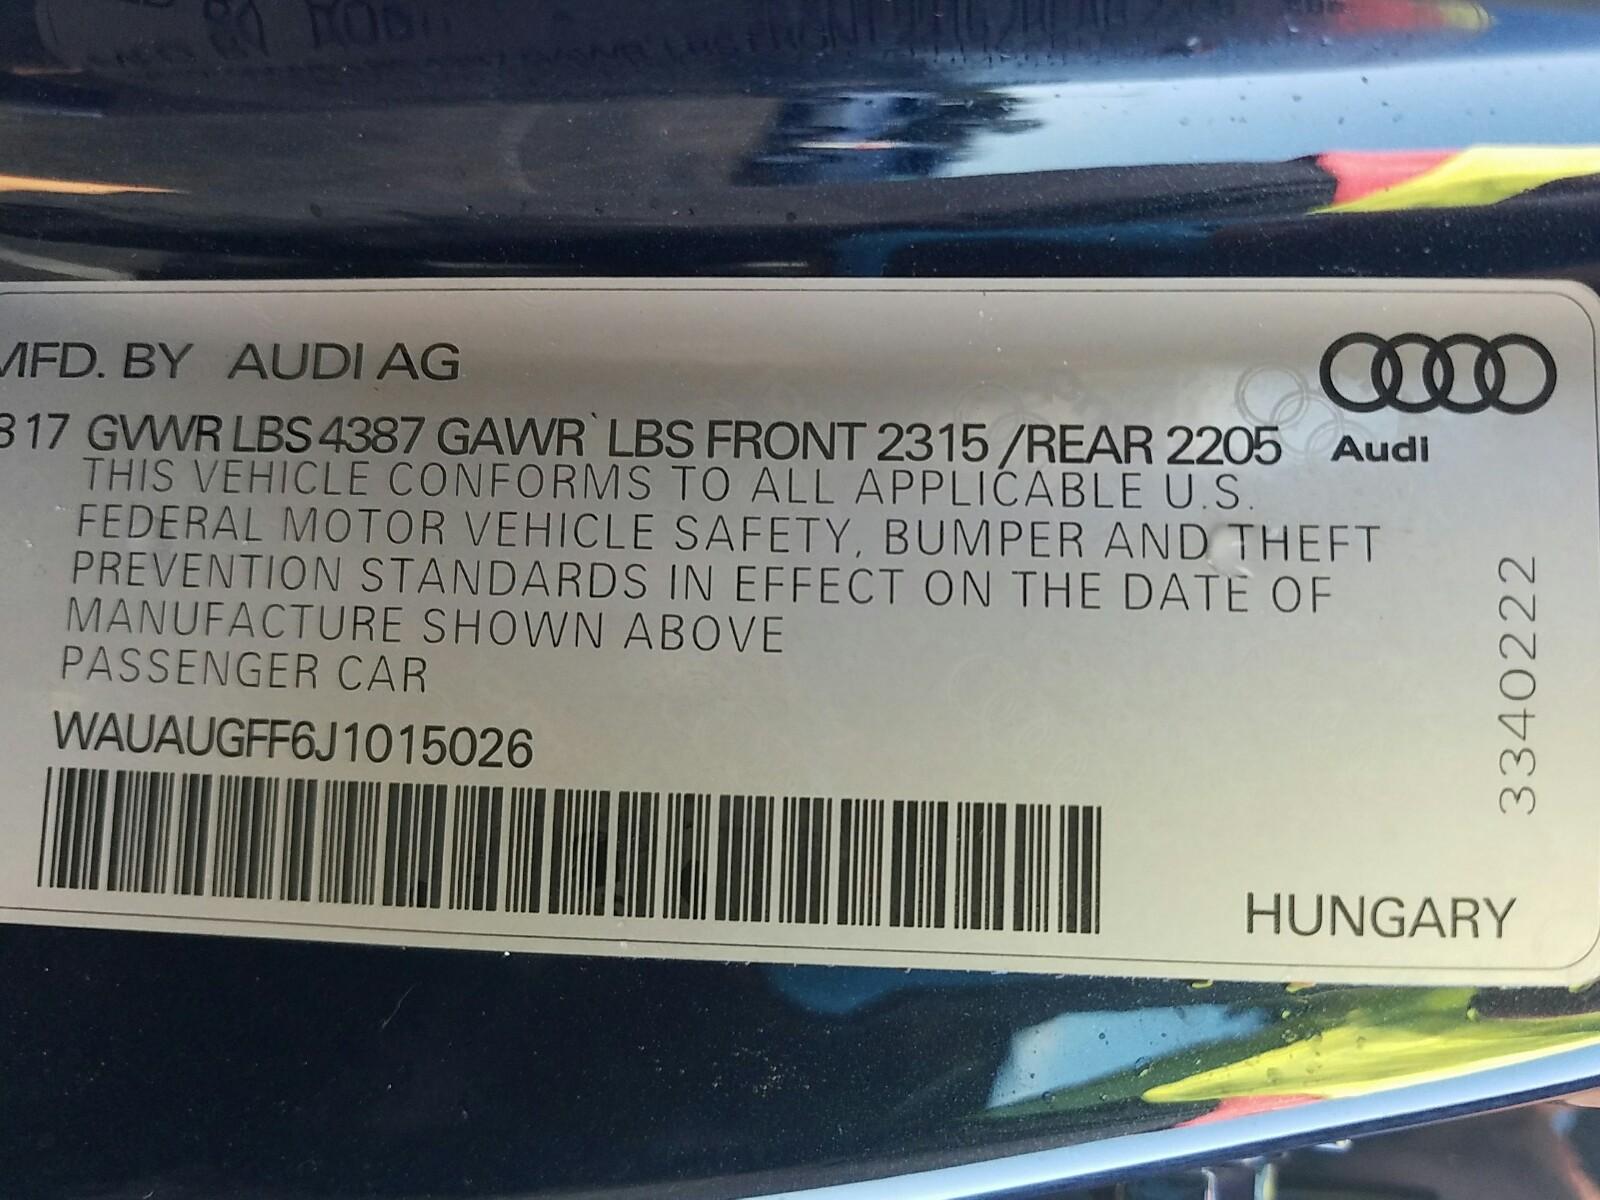 MFD. BY AUDI AG
817 GVWR LBS 4387 GAWR LBS FRONT 2315 /REAR 2205
Audi
THIS VEHICLE CONFORMS TO ALL APPLICABLE U.S.
FEDERAL MOTOR VEHICLE SAFETY, BUMPER AND THEFT
PREVENTION STANDARDS IN EFFECT ON THE DATE OF
MANUFACTURE SHOWN ABOVE
PASSENGER CAR
WAUAUGFF6J1015026
3340222
HUNGARY